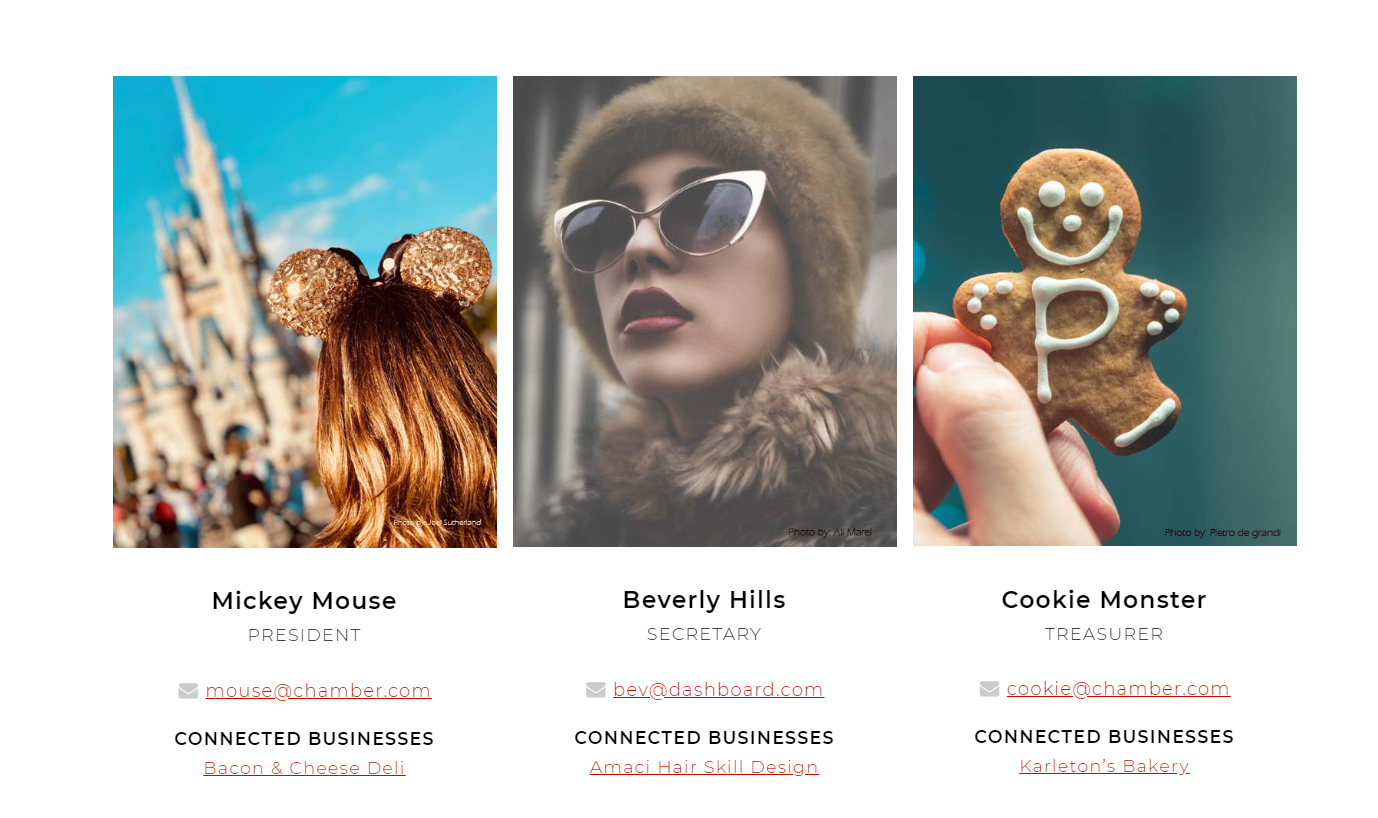 P
Photo by: Joel Sutherland
Photo by: Ali Marel
Photo by: Pietro de grandi
Mickey Mouse
PRESIDENT
mouse@chamber.com
CONNECTED BUSINESSES
Bacon & Cheese Deli
Beverly Hills
SECRETARY
bev@dashboard.com
CONNECTED BUSINESSES
Amaci Hair Skill Design
Cookie Monster
TREASURER
cookie@chamber.com
CONNECTED BUSINESSES
Karleton’s Bakery